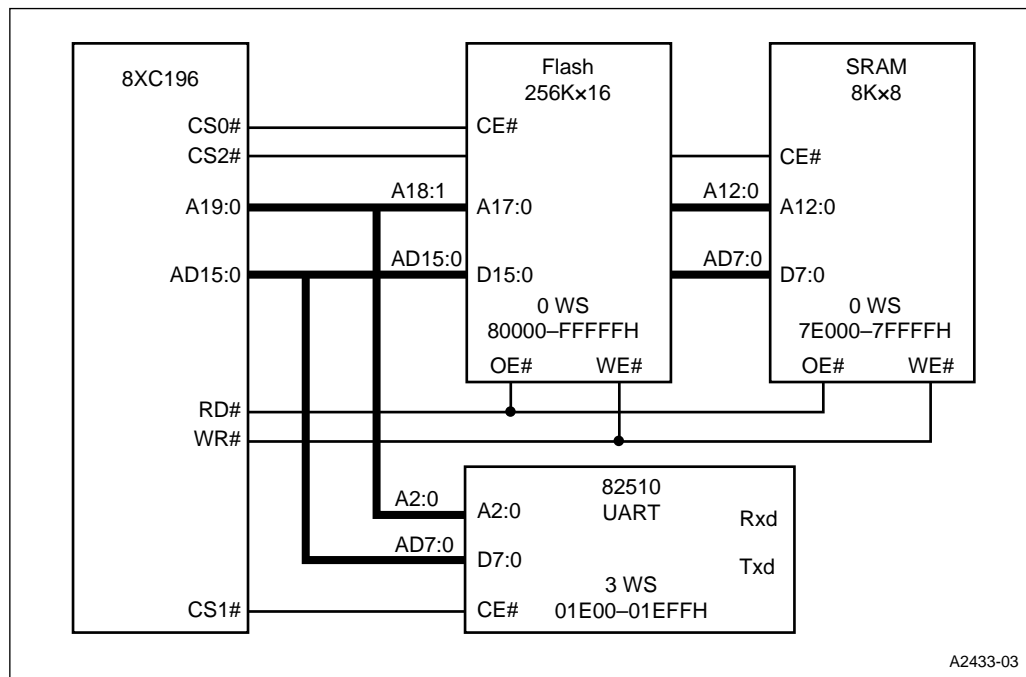 8XC196
CS0#
CS2#
A19:0
AD15:0
RD#
WR#
CS1#
A18:1
AD15:0
Flash
256K×16
CE#
A17:0
D15:0
0 WS
80000–FFFFFH
OE# WE#
A12:0
AD7:0
SRAM
8K×8
CE#
A12:0
D7:0
0 WS
7E000–7FFFFH
OE# WE#
A2:0
AD7:0
82510
UART
A2:0
D7:0
CE#
Rxd
Txd
3 WS
01E00–01EFFH
A2433-03